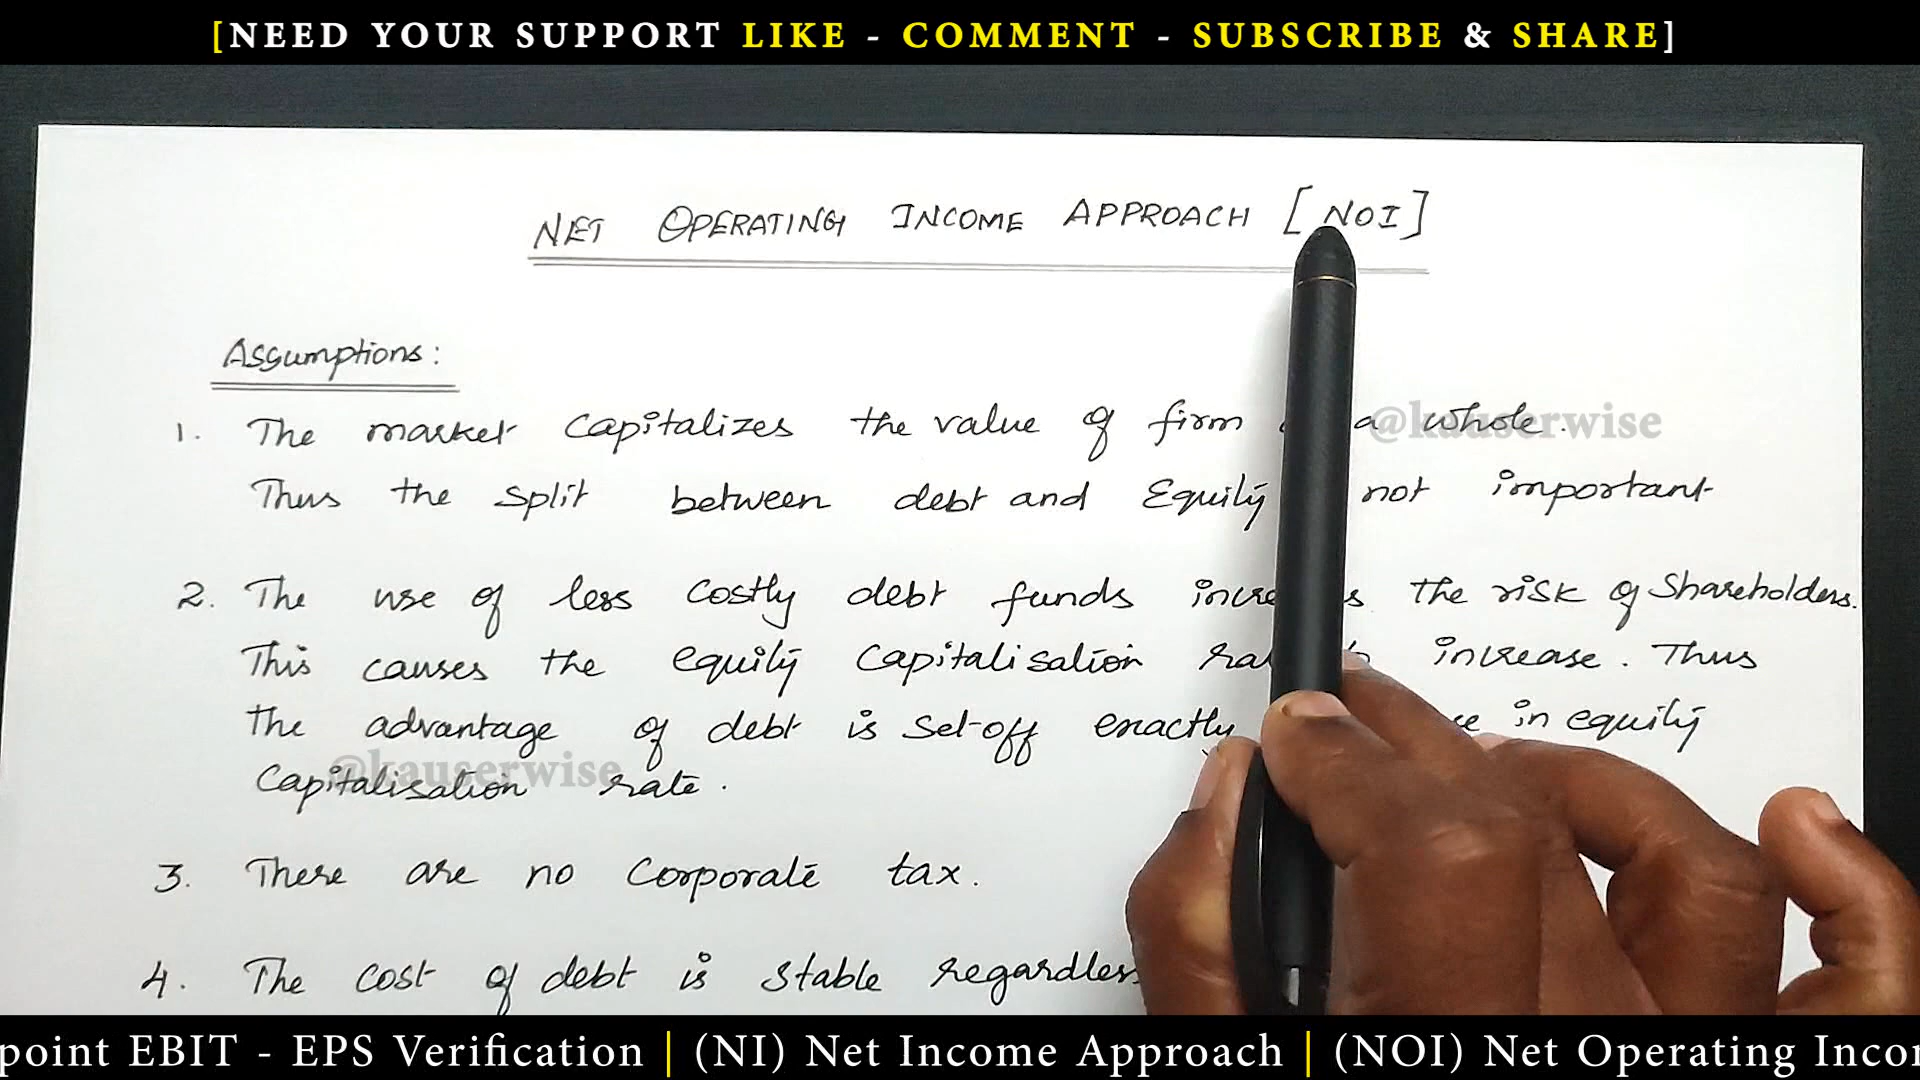 [NEED YOUR SUPPORT LIKE - COMMENT - SUBSCRIBE & SHARE]
NET OPERATING INCOME APPROACH [NOI]
Assumptions:
1. The market capitalizes the value of firm a whole.
@kauserwise
Thus the split between debt and Equity not important
2. The use of less costly debt funds the risk of Shareholders.
This causes the equity capitalisation increase. Thus
the advantage of debt is set-off exactly in equity
@kauserwise
Capitalisation rate.
3. There are no corporate tax.
4. The cost of debt is stable regardless
point EBIT - EPS Verification | (NI) Net Income Approach | (NOI) Net Operating Incor